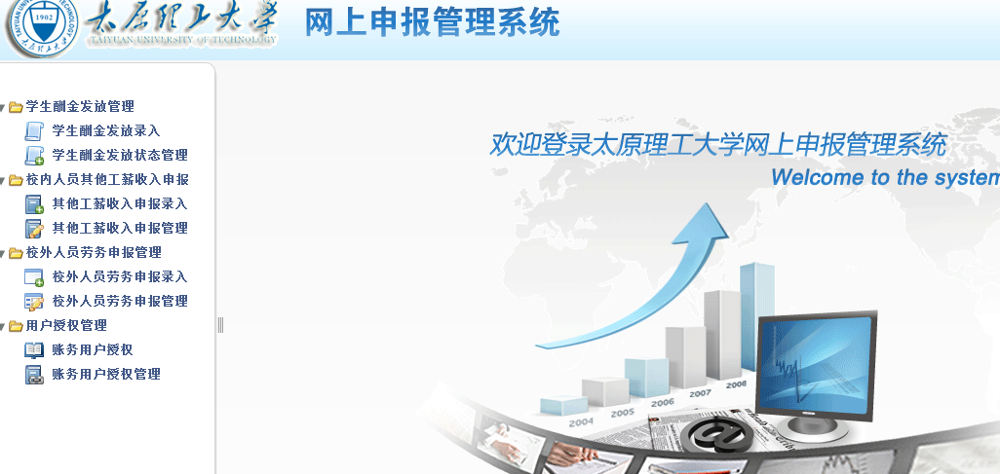 1902
太原理工大学
TAIYUAN UNIVERSITY OF TECHNOLOGY
网上申报管理系统
学生酬金发放管理
学生酬金发放录入
学生酬金发放状态管理
校内人员其他工薪收入申报
其他工薪收入申报录入
其他工薪收入申报管理
校外人员劳务申报管理
校外人员劳务申报录入
校外人员劳务申报管理
用户授权管理
账务用户授权
账务用户授权管理
欢迎登录太原理工大学网上申报管理系统
Welcome to the system
2004
2005
2006
2007
2008
@